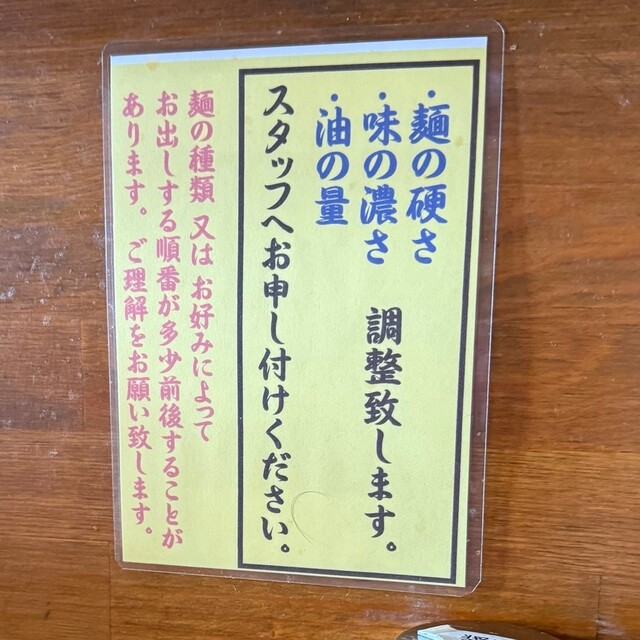 ・麺の硬さ
・味の濃さ
・油の量
調整致します。
スタッフへお申し付けください。
麺の種類 又は お好みによって
お出しする順番が多少前後することが
あります。ご理解をお願い致します。